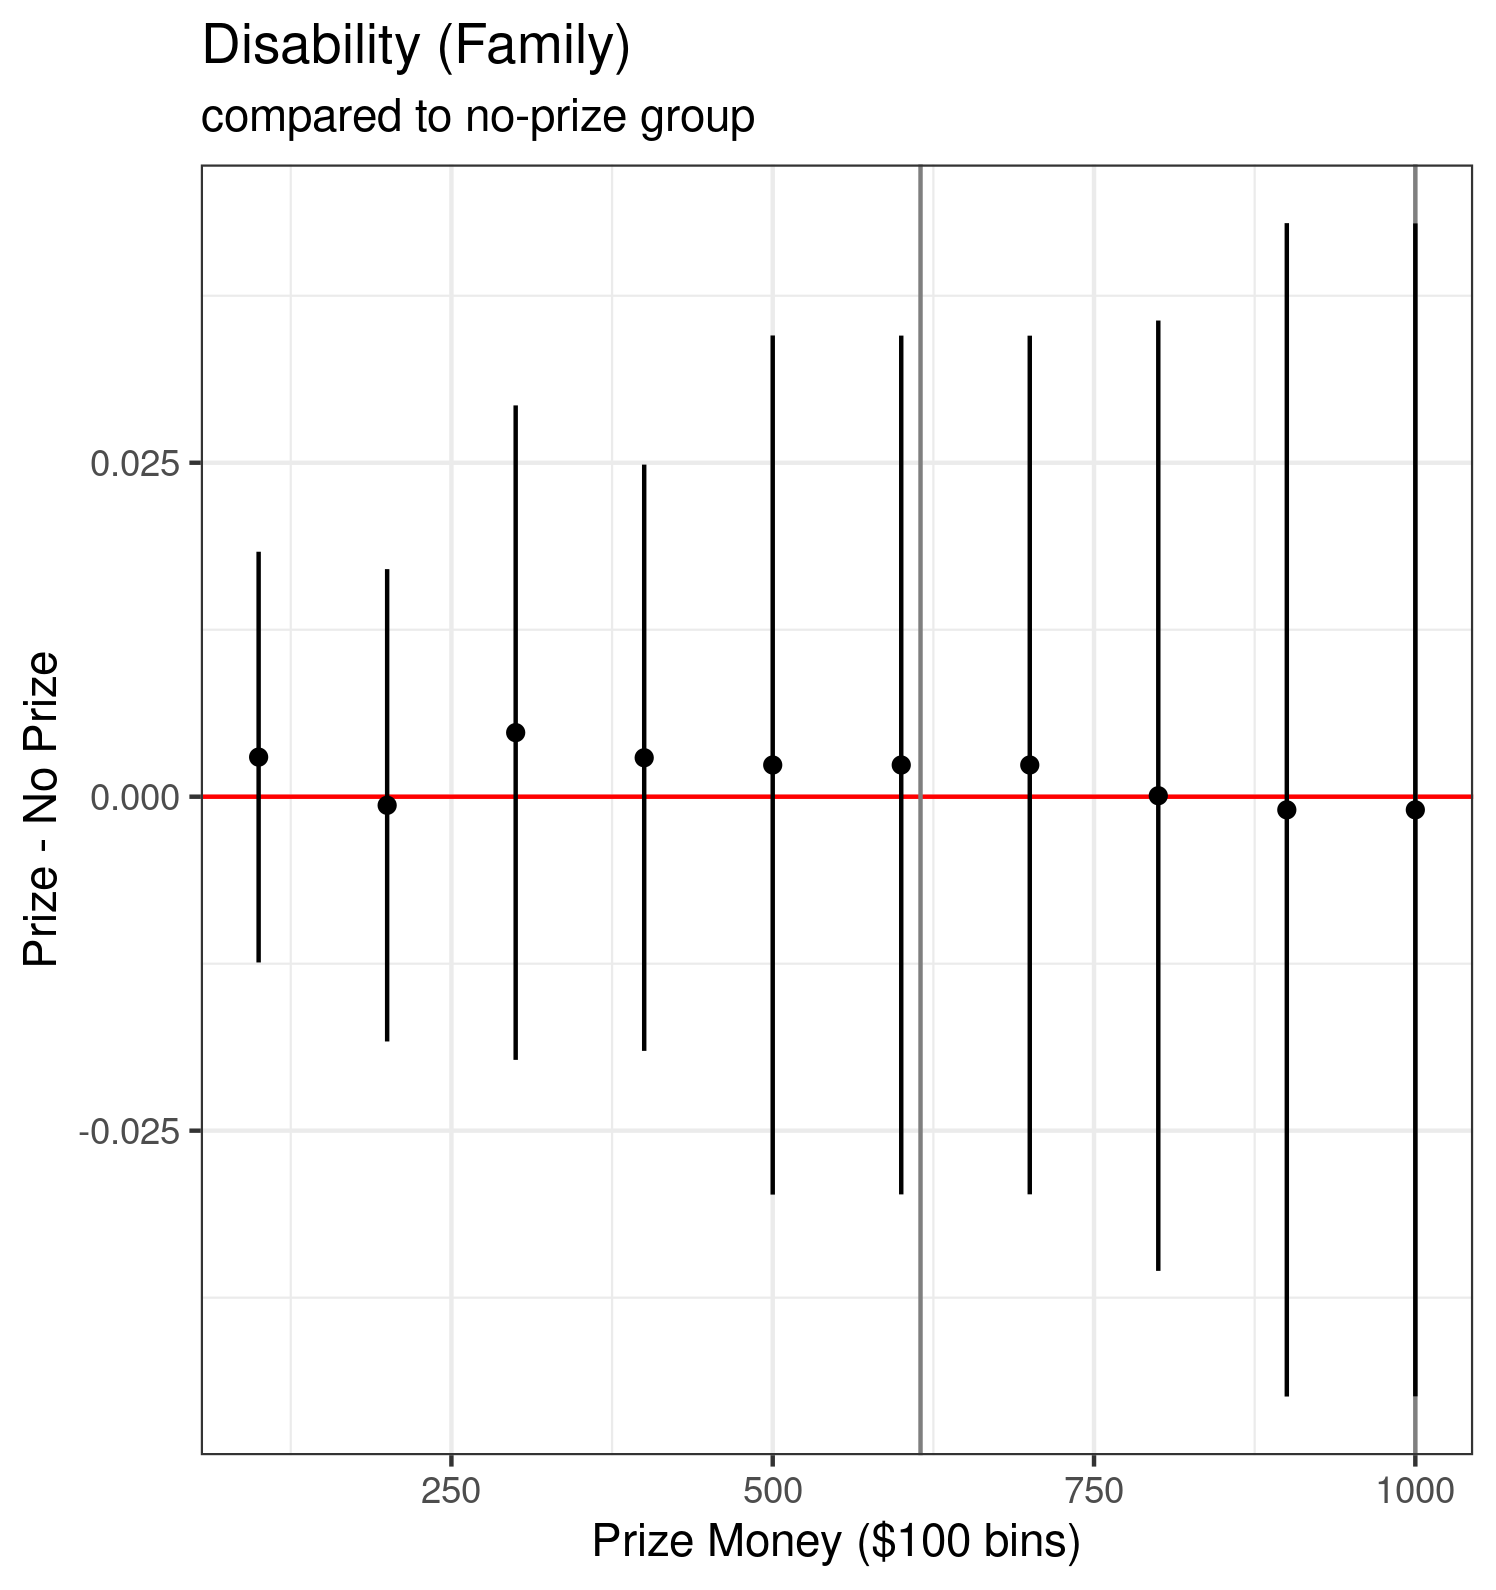 Disability (Family)
compared to no-prize group
Prize - No Prize
0.025
0.000
-0.025
250 500 750 1000
Prize Money ($100 bins)